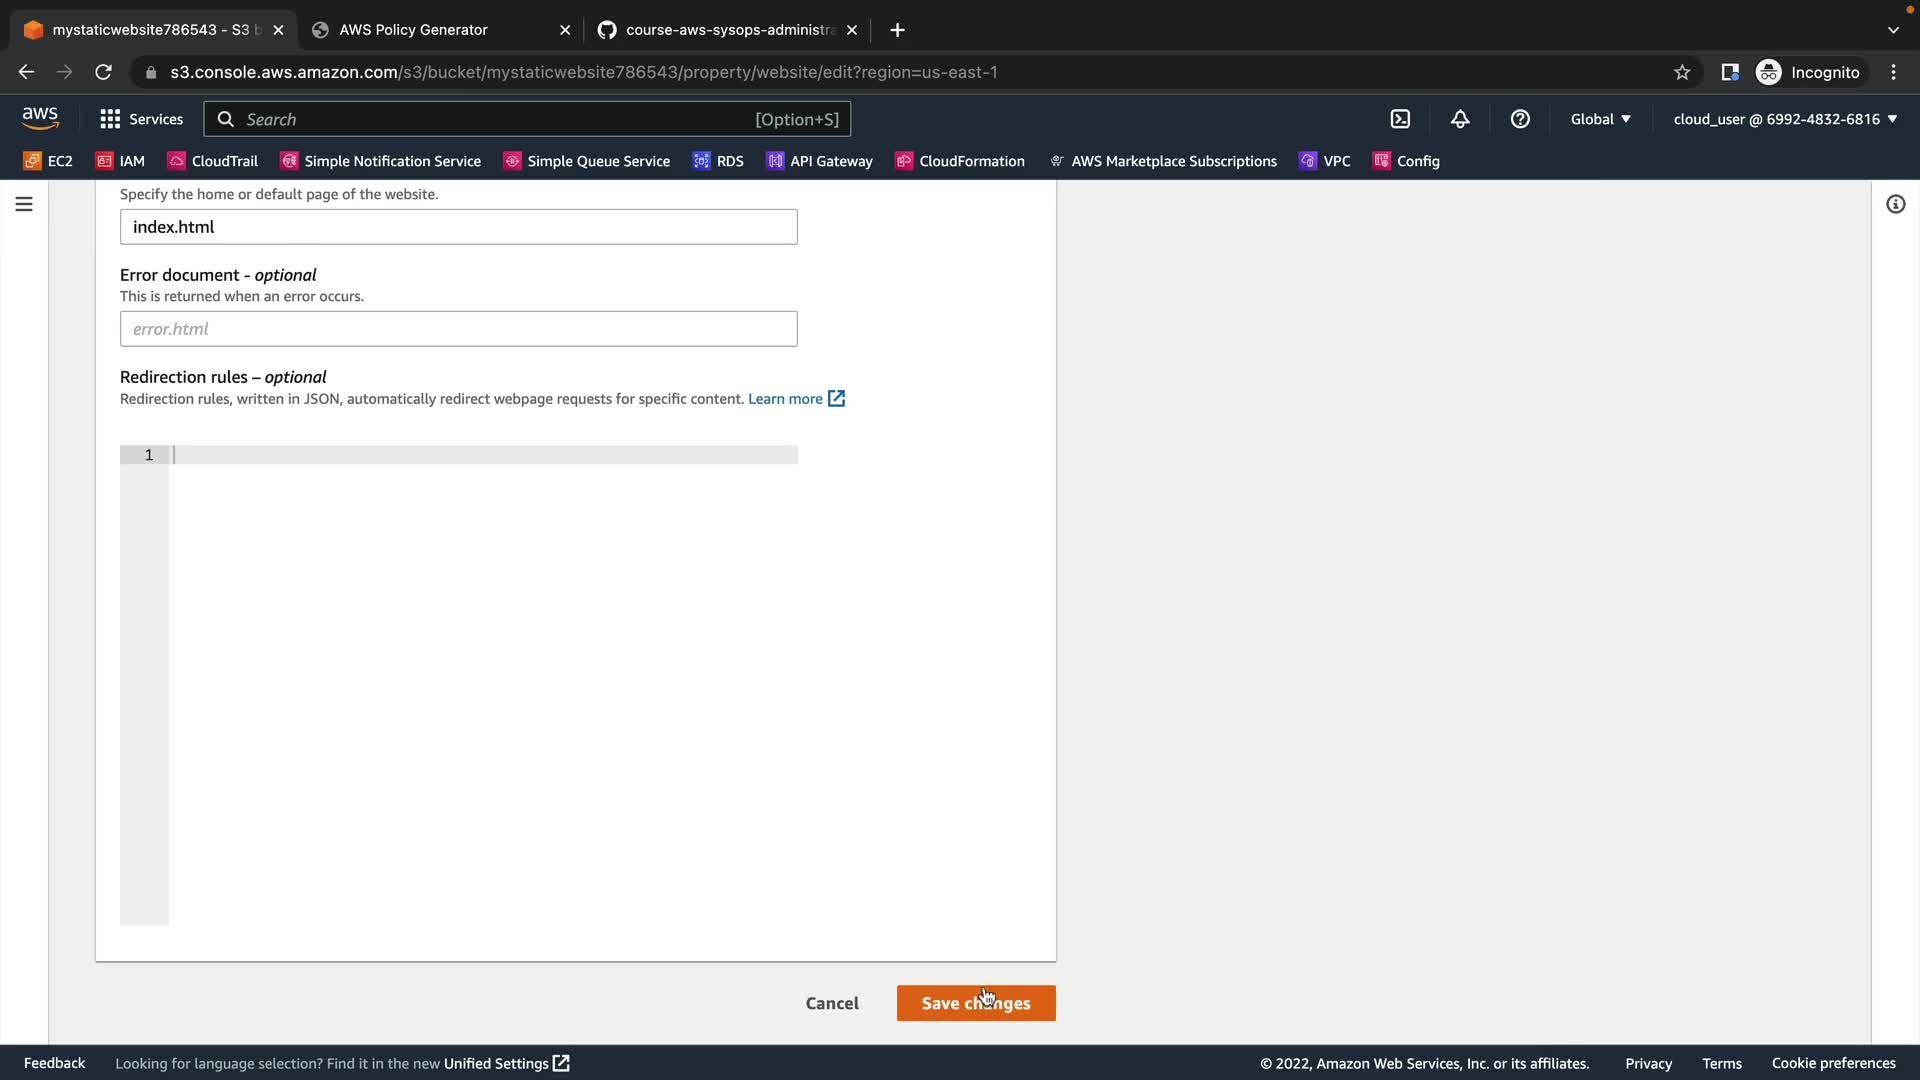 mystaticwebsite786543 - S3 b
AWS Policy Generator
course-aws-sysops-administra
s3.console.aws.amazon.com/s3/bucket/mystaticwebsite786543/property/website/edit?region=us-east-1
Incognito
aws
Services
Search
[Option+S]
Global
cloud_user @ 6992-4832-6816
EC2
IAM
CloudTrail
Simple Notification Service
Simple Queue Service
RDS
API Gateway
CloudFormation
AWS Marketplace Subscriptions
VPC
Config
Specify the home or default page of the website.
index.html
Error document - optional
This is returned when an error occurs.
error.html
Redirection rules – optional
Redirection rules, written in JSON, automatically redirect webpage requests for specific content. Learn more
1
Cancel
Save changes
Feedback
Looking for language selection? Find it in the new Unified Settings
© 2022, Amazon Web Services, Inc. or its affiliates.
Privacy
Terms
Cookie preferences